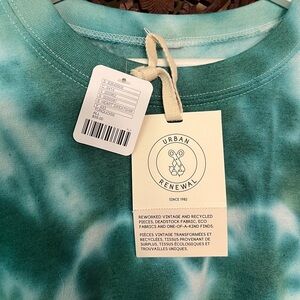 URBAN
RENEWAL
SINCE 1982
REWORKED VINTAGE AND RECYCLED
PIECES, DEADSTOCK FABRIC, ECO
FABRICS AND ONE-OF-A-KIND FINDS.
PIÈCES VINTAGE TRANSFORMÉES ET
RECYCLÉES, TISSUS PROVENANT DE
SURPLUS, TISSUS ÉCOLOGIQUES ET
TROUVAILLES UNIQUES.